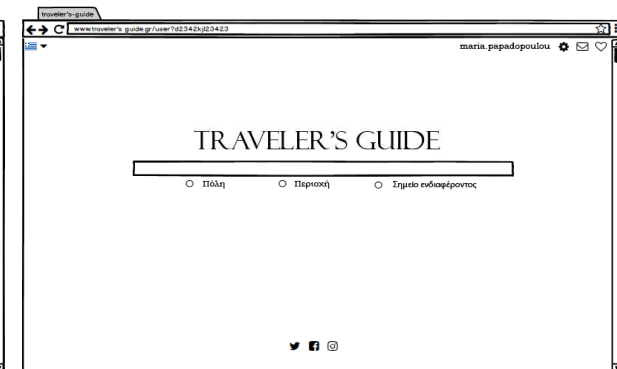 traveler's-guide
www.traveler's guide.gr/user?d2342kjl23423
maria.papadopoulou
TRAVELER'S GUIDE
Πόλη Περιοχή Σημείο ενδιαφέροντος